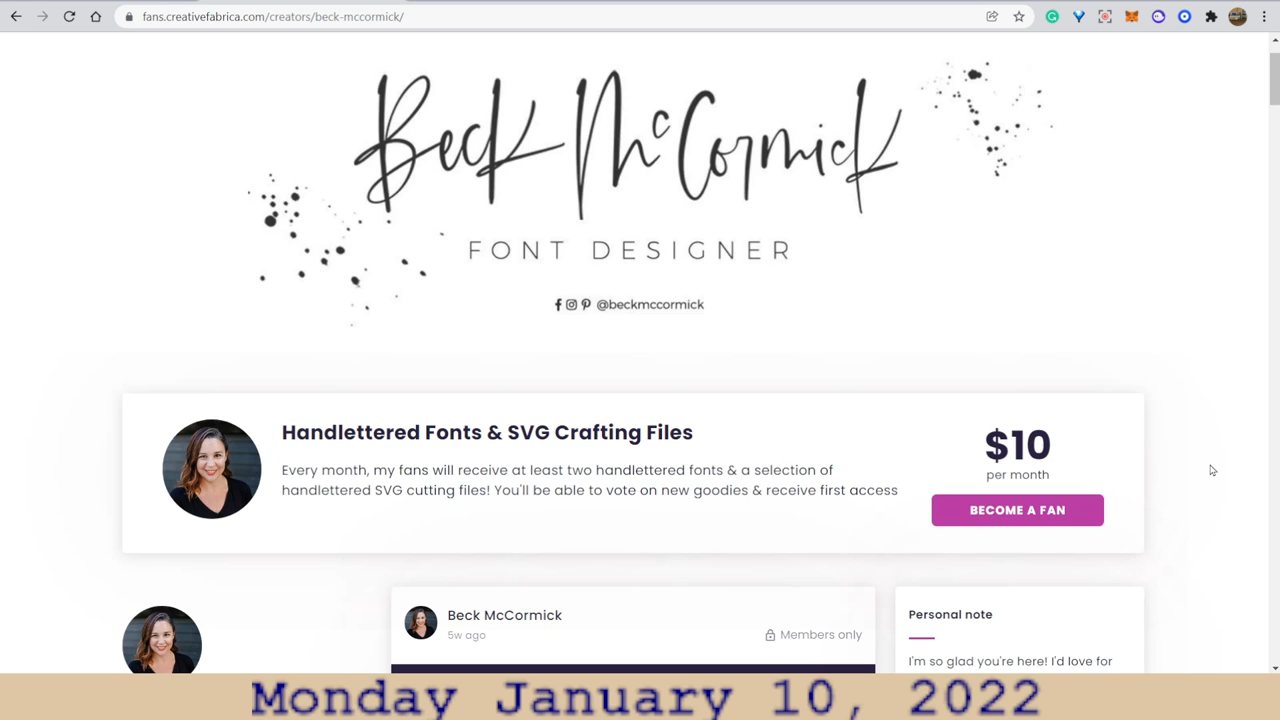 fans.creativefabrica.com/creators/beck-mccormick/
Beck McCormick
FONT DESIGNER
@beckmccormick
Handlettered Fonts & SVG Crafting Files
Every month, my fans will receive at least two handlettered fonts & a selection of
handlettered SVG cutting files! You'll be able to vote on new goodies & receive first access
$10
per month
BECOME A FAN
Beck McCormick
5w ago
Members only
Personal note
I'm so glad you're here! I'd love for
Monday January 10, 2022